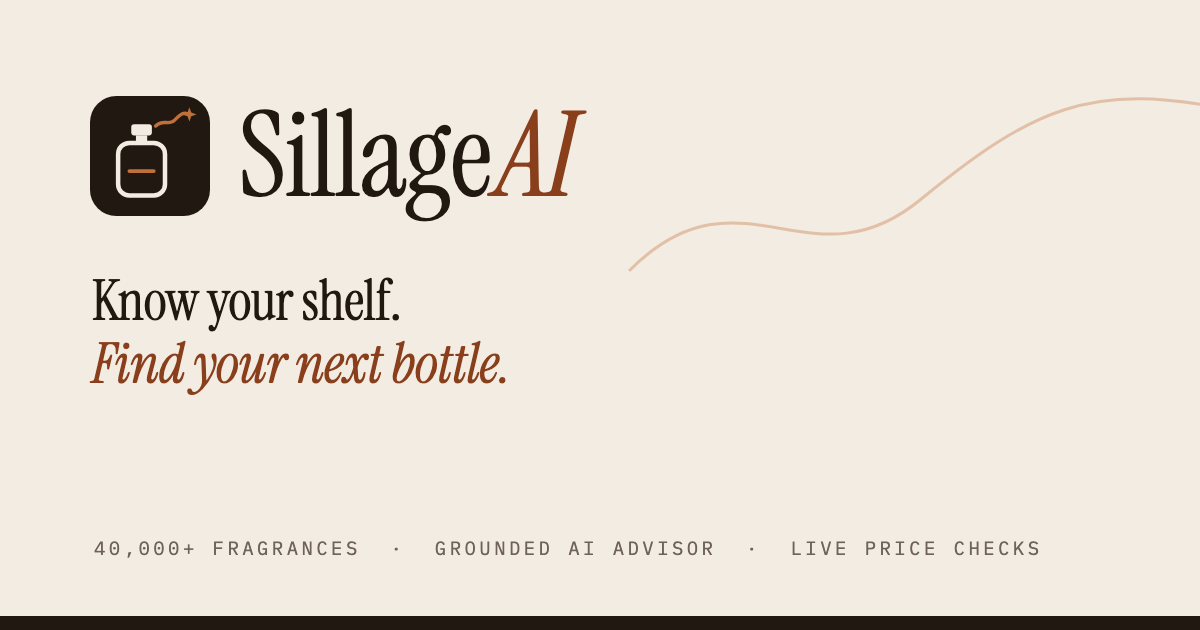 SillageAI
Know your shelf.
Find your next bottle.
40,000+ FRAGRANCES · GROUNDED AI ADVISOR · LIVE PRICE CHECKS